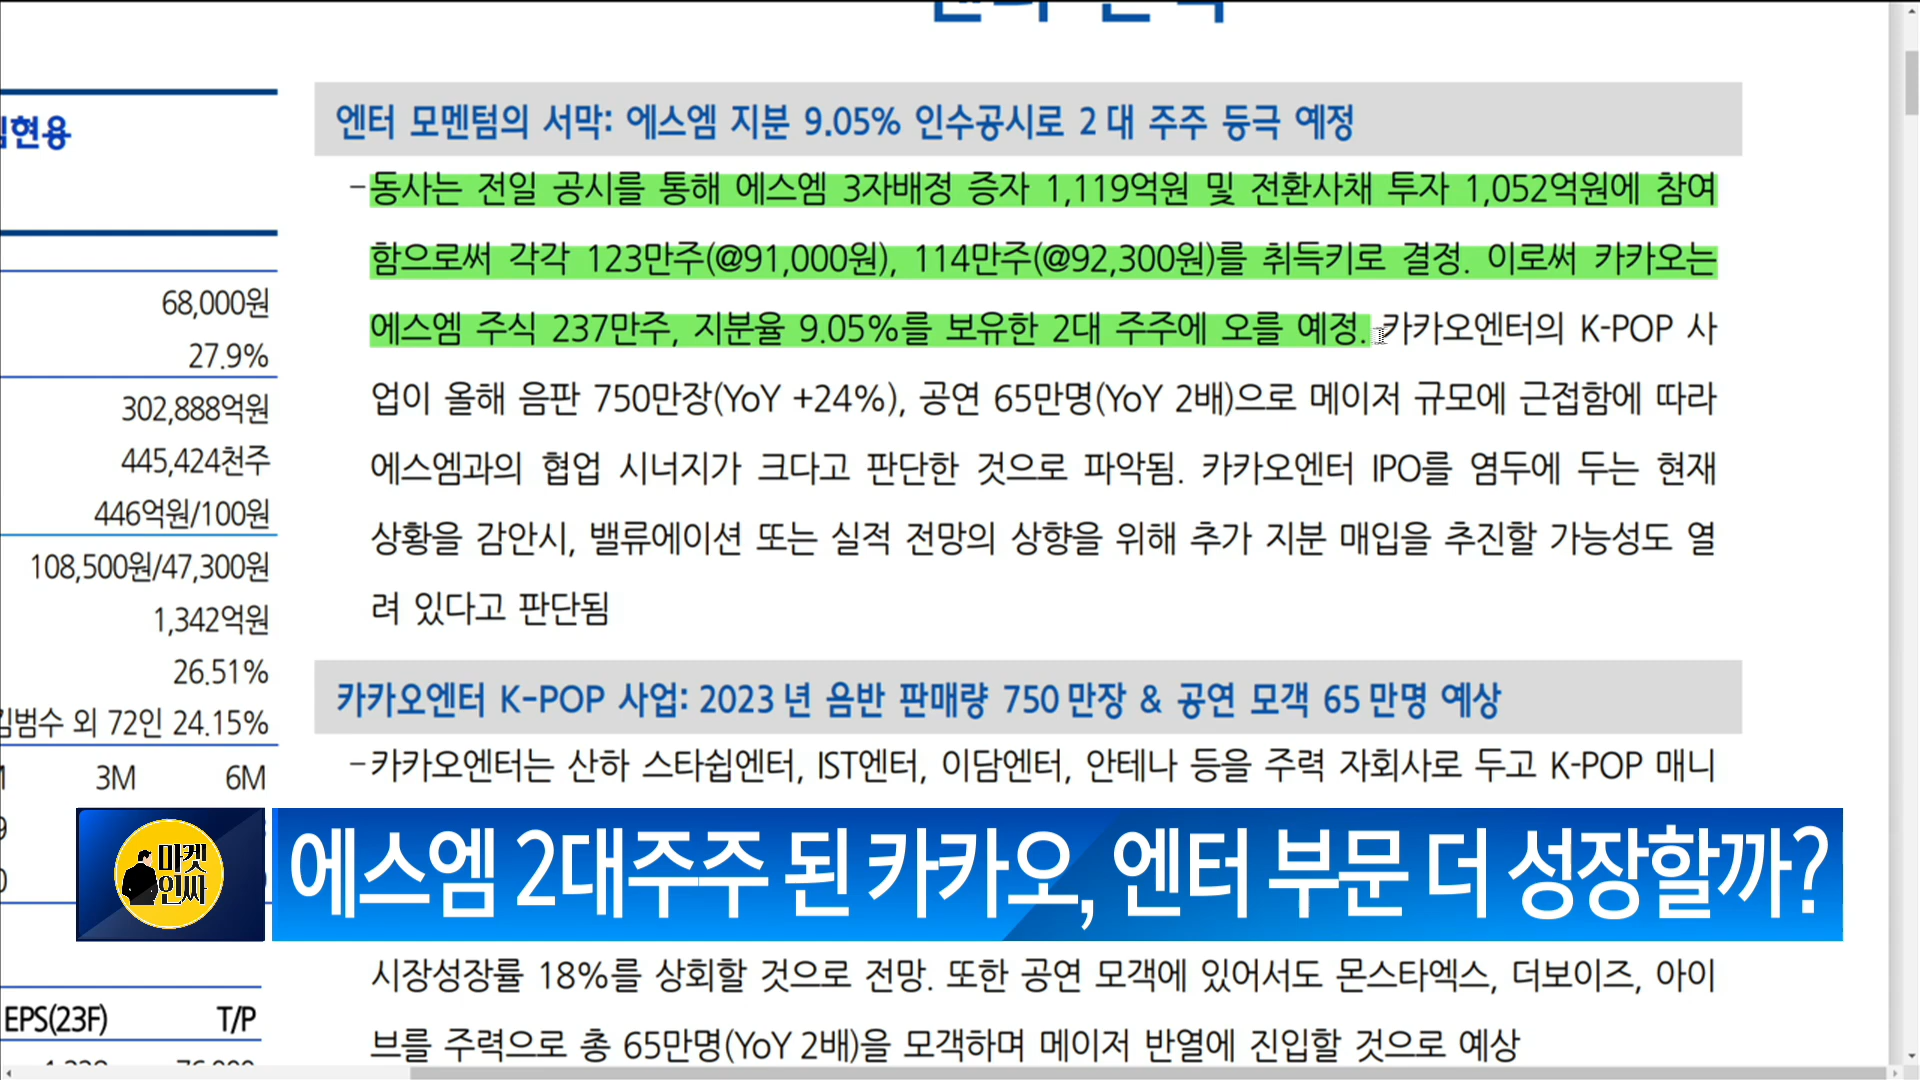 현용
68,000원
27.9%
302,888억원
445,424천주
446억원/100원
108,500원/47,300원
1,342억원
26.51%
김범수 외 72인 24.15%
3M 6M
EPS(23F) T/P
엔터 모멘텀의 서막: 에스엠 지분 9.05% 인수공시로 2대 주주 등극 예정
-동사는 전일 공시를 통해 에스엠 3자배정 증자 1,119억원 및 전환사채 투자 1,052억원에 참여
함으로써 각각 123만주(@91,000원), 114만주(@92,300원)를 취득키로 결정. 이로써 카카오는
에스엠 주식 237만주, 지분율 9.05%를 보유한 2대 주주에 오를 예정. 카카오엔터의 K-POP 사
업이 올해 음판 750만장(YoY +24%), 공연 65만명(YoY 2배)으로 메이저 규모에 근접함에 따라
에스엠과의 협업 시너지가 크다고 판단한 것으로 파악됨. 카카오엔터 IPO를 염두에 두는 현재
상황을 감안시, 밸류에이션 또는 실적 전망의 상향을 위해 추가 지분 매입을 추진할 가능성도 열
려 있다고 판단됨
카카오엔터 K-POP 사업: 2023년 음반 판매량 750만장 & 공연 모객 65만명 예상
-카카오엔터는 산하 스타쉽엔터, IST엔터, 이담엔터, 안테나 등을 주력 자회사로 두고 K-POP 매니
마켓
인싸
에스엠 2대주주 된 카카오, 엔터 부문 더 성장할까?
시장성장률 18%를 상회할 것으로 전망. 또한 공연 모객에 있어서도 몬스타엑스, 더보이즈, 아이
브를 주력으로 총 65만명(YoY 2배)을 모객하며 메이저 반열에 진입할 것으로 예상